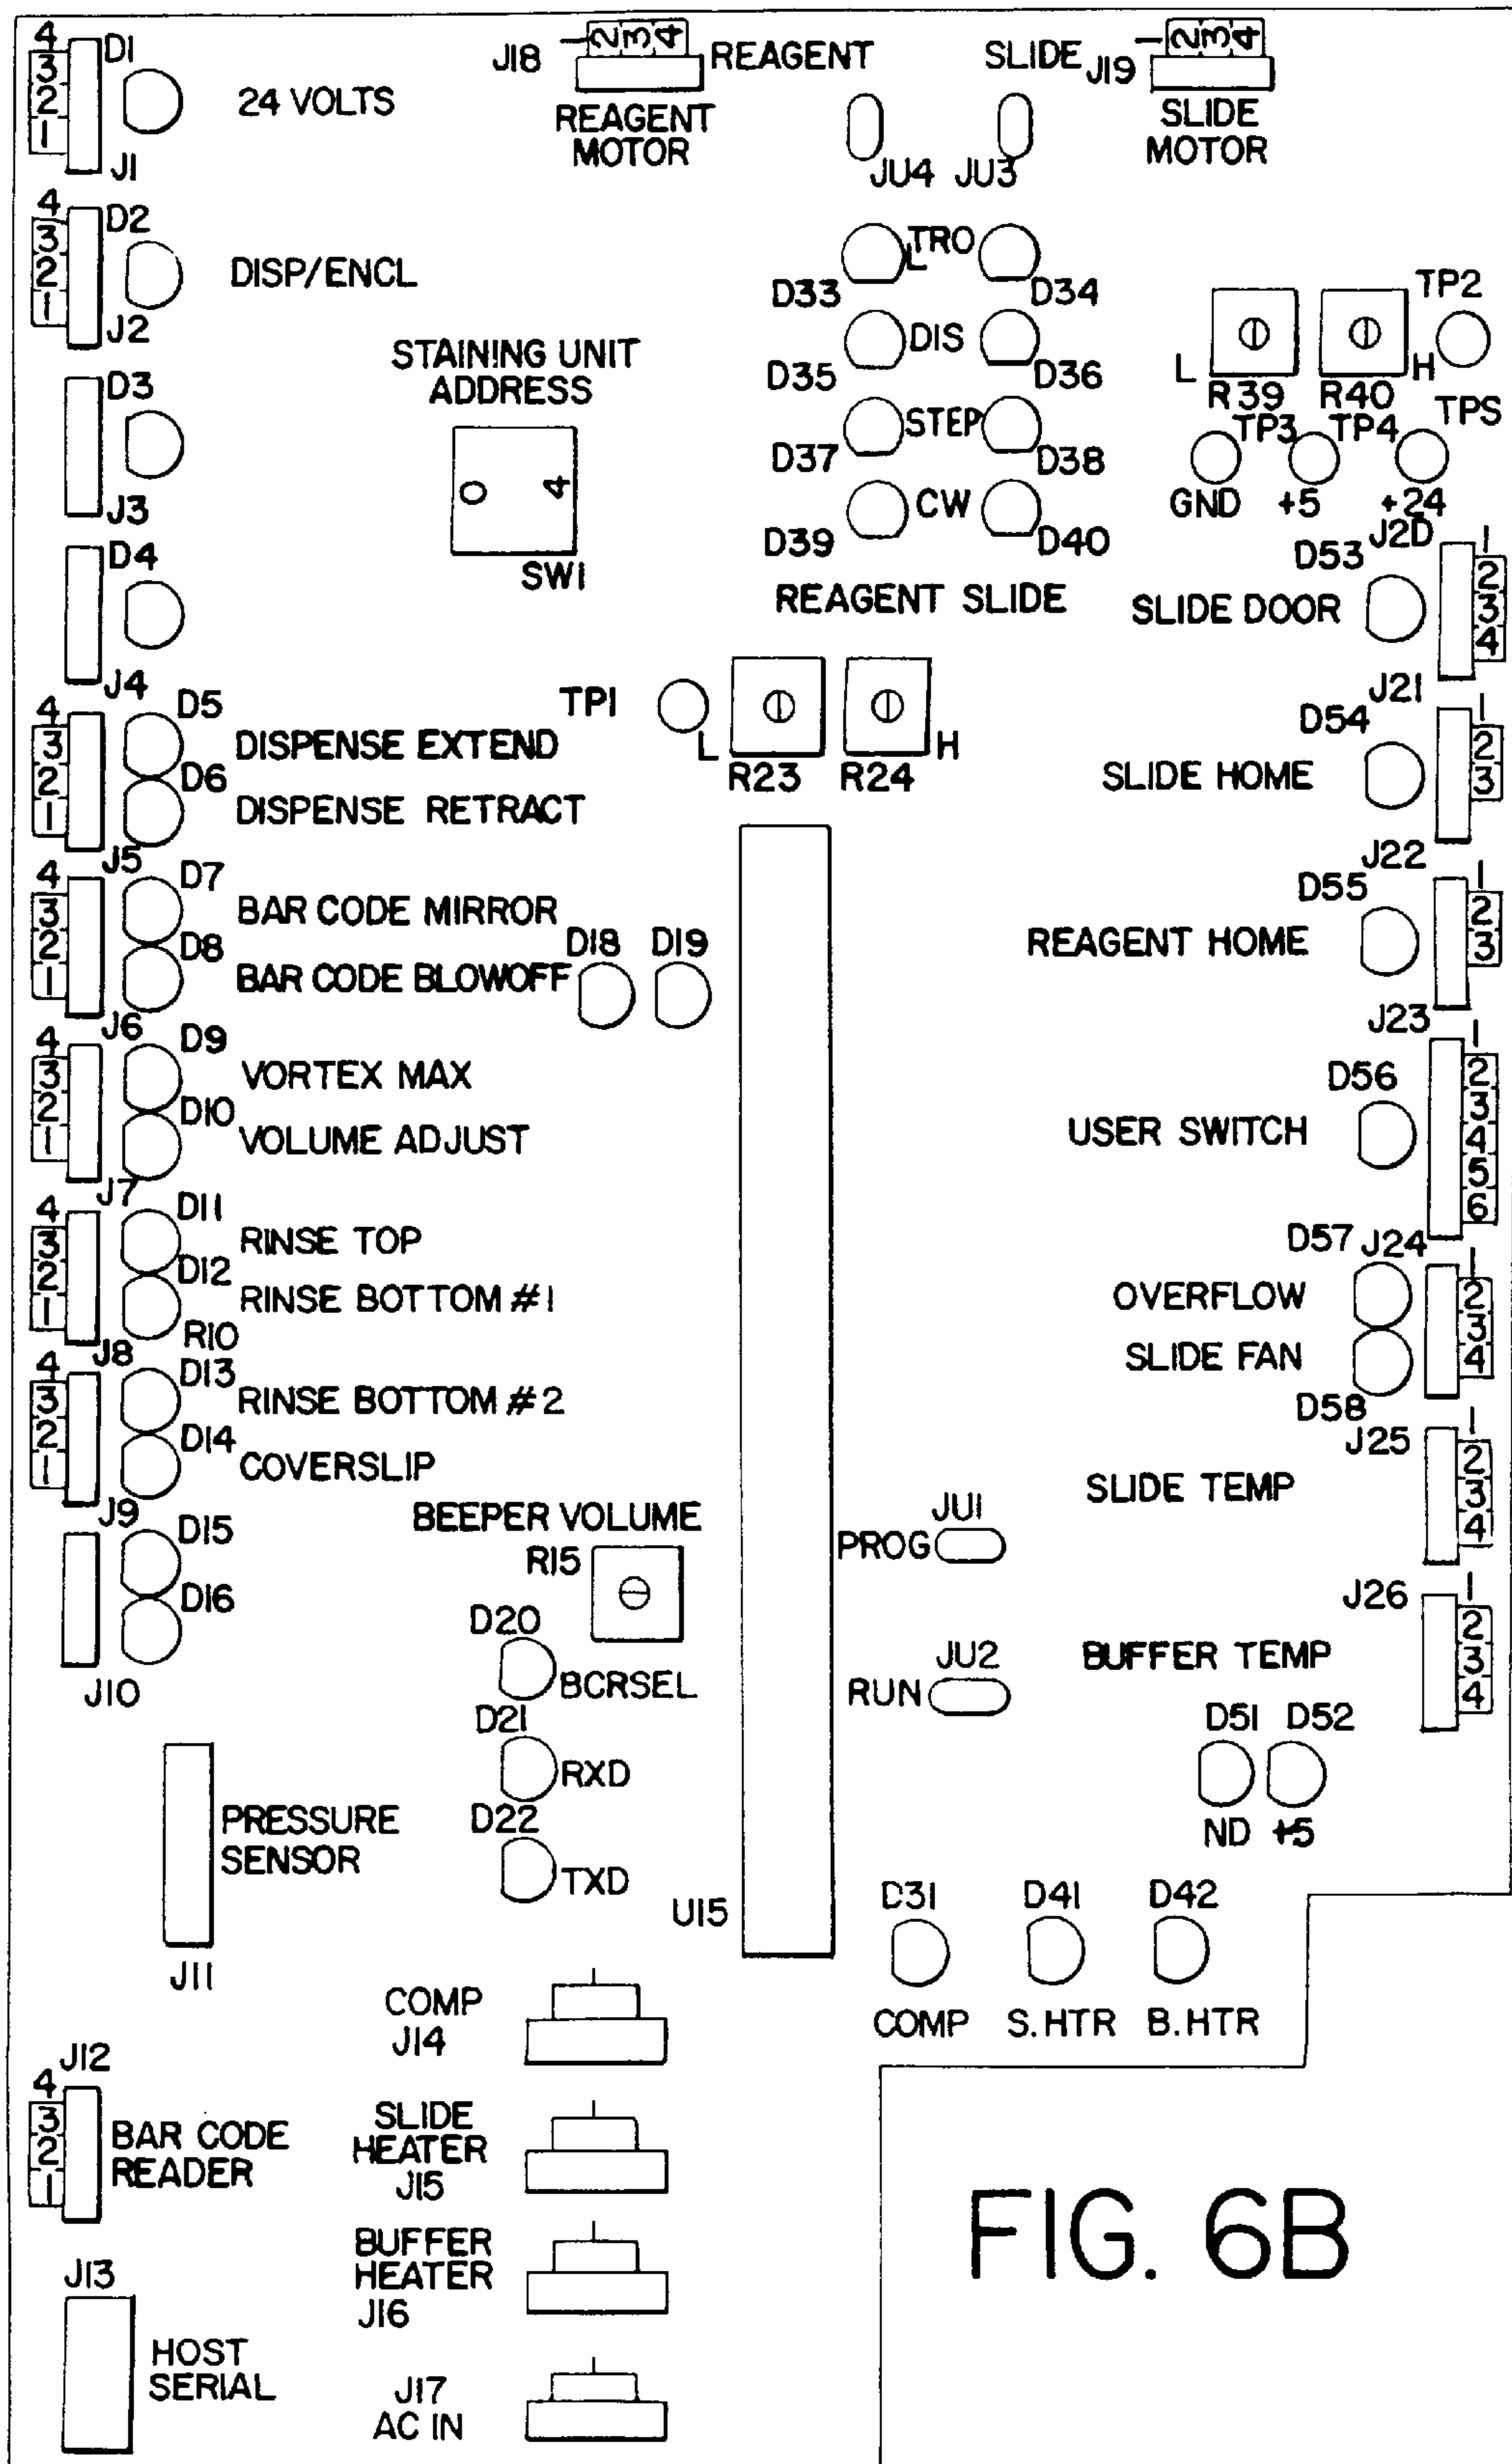 4 D1
3
2 24 VOLTS
1
J1
J18 1 2 3 4 REAGENT
REAGENT
MOTOR
SLIDE J19 1 2 3 4
SLIDE
MOTOR
JU4 JU3
4 D2
3
2 DISP/ENCL
1
J2
D3
J3
STAINING UNIT
ADDRESS
0 4
SW1
D4
J4
D33 L TRO D34
D35 DIS D36
D37 STEP D38
D39 CW D40
REAGENT SLIDE
TP2
L H
R39 R40
TP3 TP4 TPS
GND +5 +24
TP1 L R23 R24 H
D53 J2D
SLIDE DOOR
1
2
3
4
J21
D54
SLIDE HOME
1
2
3
J22
D55
REAGENT HOME
1
2
3
J23
D56
USER SWITCH
1
2
3
4
5
6
D57 J24
OVERFLOW
SLIDE FAN
D58
1
2
3
4
J25
SLIDE TEMP
1
2
3
4
J26
BUFFER TEMP
1
2
3
4
D51 D52
ND +5
4 D5
3 DISPENSE EXTEND
2 D6
1 DISPENSE RETRACT
J5
4 D7
3 BAR CODE MIRROR
2 D8
1 BAR CODE BLOWOFF
J6
D18 D19
4 D9
3 VORTEX MAX
2 D10
1 VOLUME ADJUST
J7
4 D11
3 RINSE TOP
2 D12
1 RINSE BOTTOM #1
R10
J8
4 D13
3 RINSE BOTTOM #2
2 D14
1 COVERSLIP
J9
D15
D16
J10
BEEPER VOLUME
R15
D20
BCRSEL
D21
RXD
D22
TXD
U15
JU1
PROG
JU2
RUN
PRESSURE
SENSOR
J11
D31 D41 D42
COMP S.HTR B.HTR
COMP
J14
J12
4
3
2
1
BAR CODE
READER
SLIDE
HEATER
J15
BUFFER
HEATER
J16
J13
HOST
SERIAL
J17
AC IN
FIG. 6B